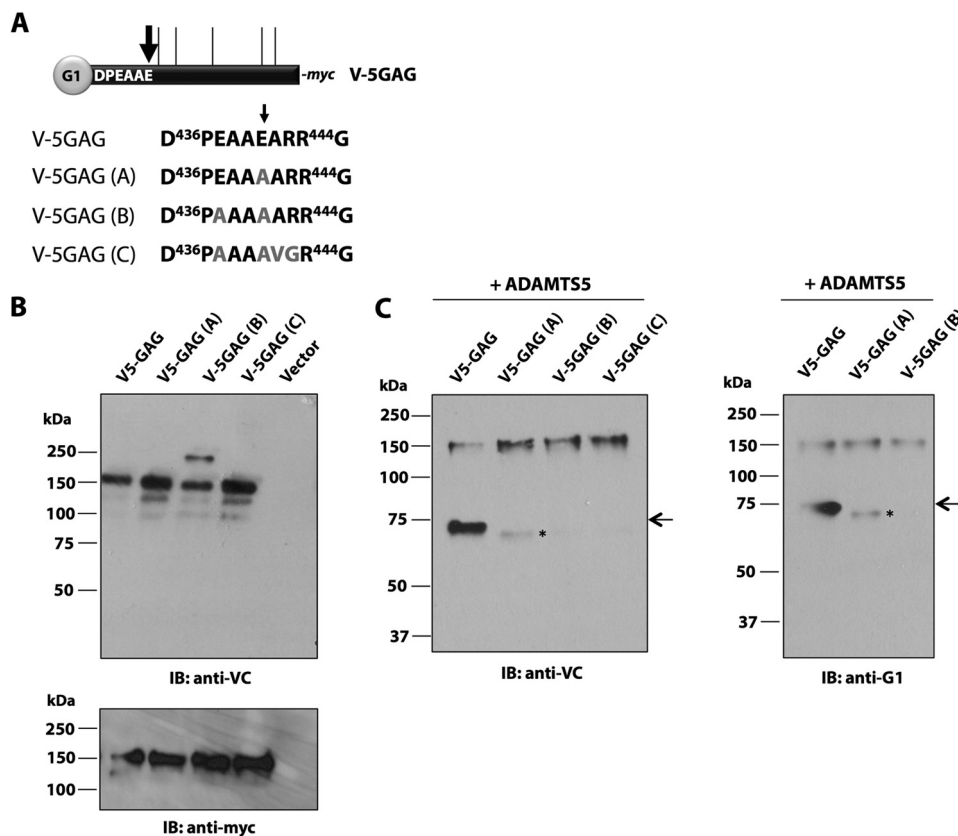 A
G1 DPEAAE -myc V-5GAG
V-5GAG D436PEAAEARR444G
V-5GAG (A) D436PEAAAARR444G
V-5GAG (B) D436PAAAAARR444G
V-5GAG (C) D436PAAAAVGR444G
B
V5-GAG V5-GAG (A) V-5GAG (B) V-5GAG (C) Vector
kDa
250
150
100
75
50
IB: anti-VC
kDa
250
150
100
IB: anti-myc
C
+ ADAMTS5
V5-GAG V5-GAG (A) V-5GAG (B) V-5GAG (C)
kDa
250
150
100
75
*
50
37
IB: anti-VC
+ ADAMTS5
V5-GAG V5-GAG (A) V-5GAG (B)
kDa
250
150
100
75
*
50
37
IB: anti-G1